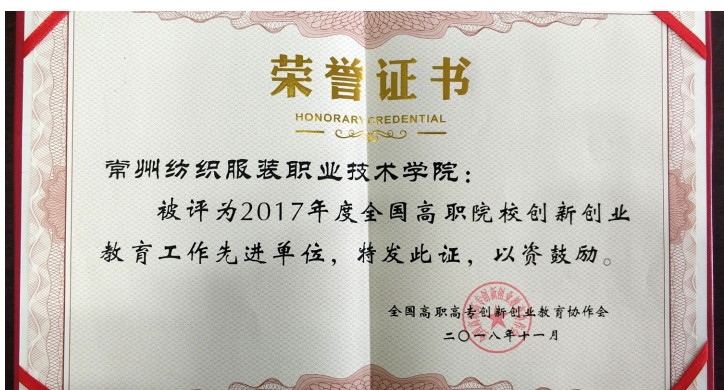 荣誉证书
HONORARY CREDENTIAL
常州纺织服装职业技术学院：
被评为2017年度全国高职院校创新创业
教育工作先进单位，特发此证，以资鼓励。
全国高职高专创新创业教育协作会
二〇一八年十一月